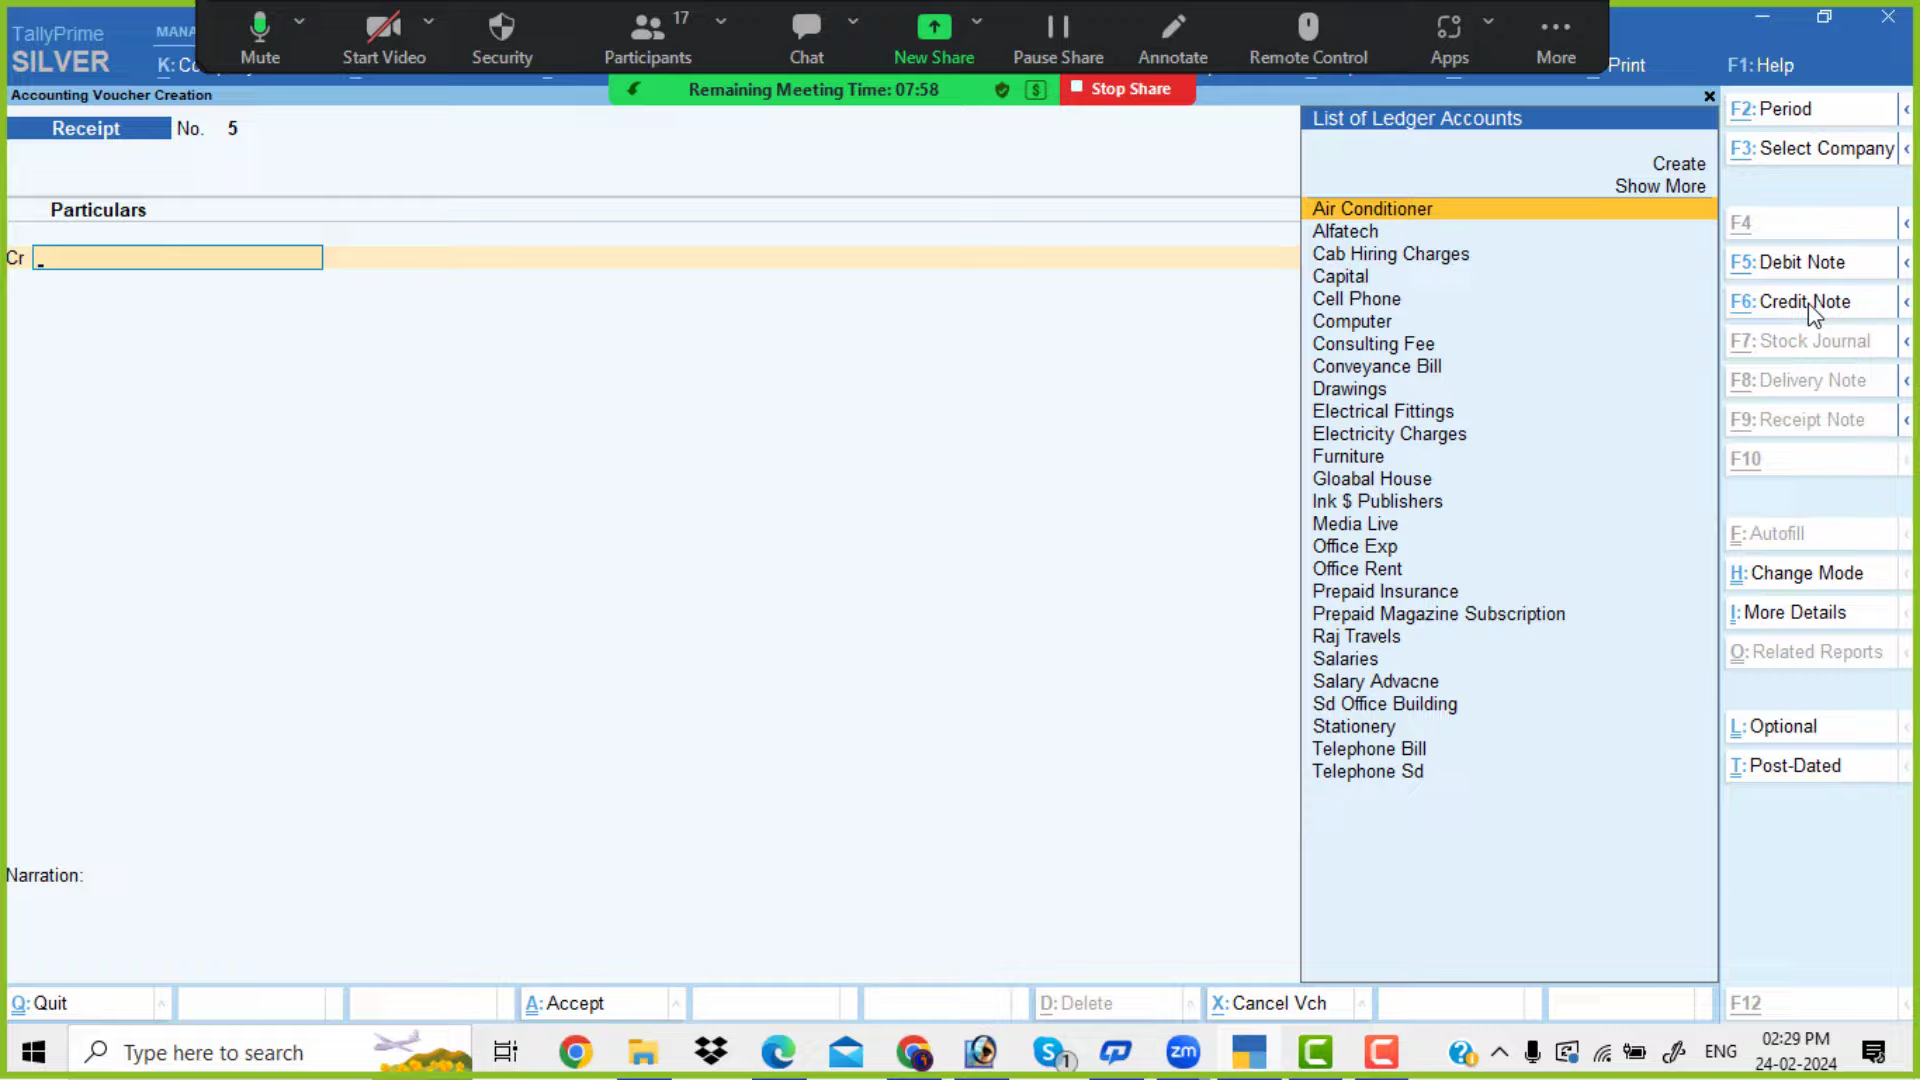 TallyPrime
SILVER
MANA
K: Co
Mute
Start Video
Security
Participants
17
Chat
New Share
Pause Share
Annotate
Remote Control
Apps
More
Print
F1: Help
Remaining Meeting Time: 07:58
Stop Share
Accounting Voucher Creation
Receipt No. 5
Particulars
Cr
Narration:
List of Ledger Accounts
Create
Show More
Air Conditioner
Alfatech
Cab Hiring Charges
Capital
Cell Phone
Computer
Consulting Fee
Conveyance Bill
Drawings
Electrical Fittings
Electricity Charges
Furniture
Gloabal House
Ink $ Publishers
Media Live
Office Exp
Office Rent
Prepaid Insurance
Prepaid Magazine Subscription
Raj Travels
Salaries
Salary Advacne
Sd Office Building
Stationery
Telephone Bill
Telephone Sd
F2: Period
F3: Select Company
F4
F5: Debit Note
F6: Credit Note
F7: Stock Journal
F8: Delivery Note
F9: Receipt Note
F10
F: Autofill
H: Change Mode
I: More Details
O: Related Reports
L: Optional
T: Post-Dated
Q: Quit
A: Accept
D: Delete
X: Cancel Vch
F12
Type here to search
1
zm
ENG
02:29 PM
24-02-2024